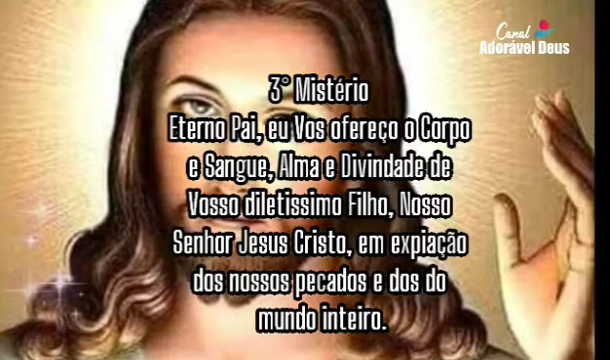 Canal
Adorável Deus
3° Mistério
Eterno Pai, eu Vos ofereço o Corpo
e Sangue, Alma e Divindade de
Vosso diletissimo Filho, Nosso
Senhor Jesus Cristo, em expiação
dos nossos pecados e dos do
mundo inteiro.